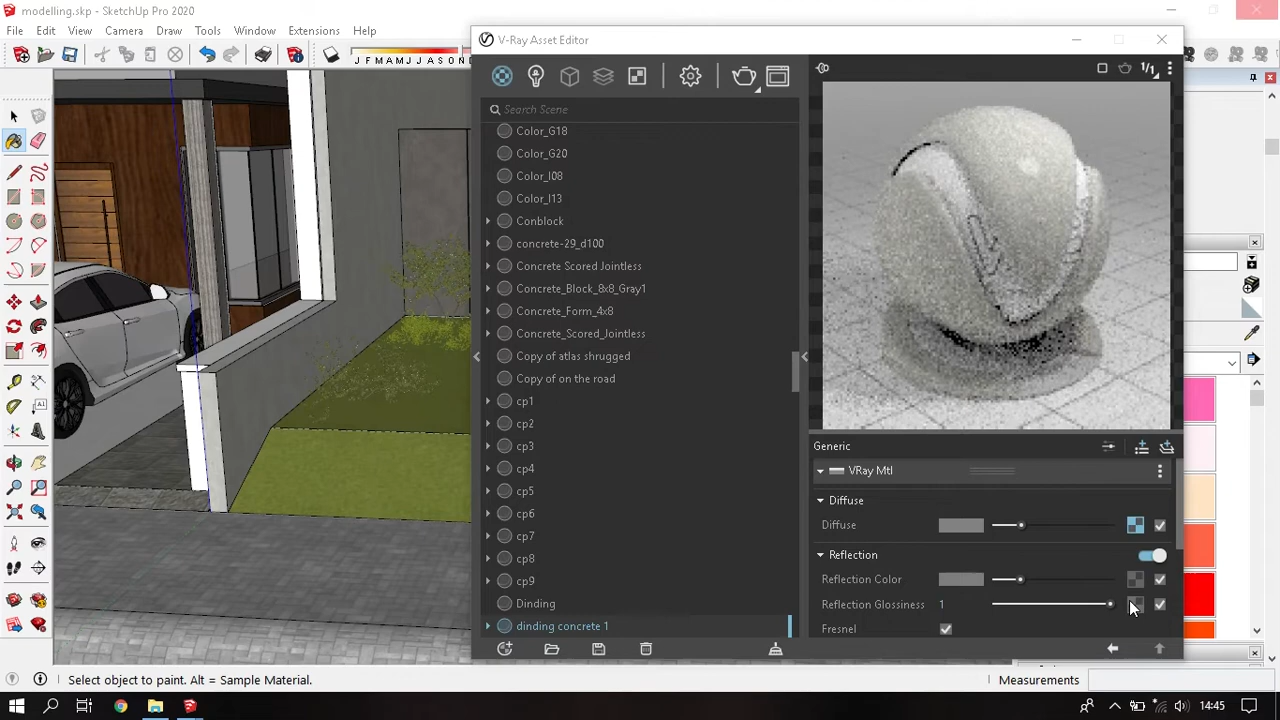 modelling.skp - SketchUp Pro 2020
File Edit View Camera Draw Tools Window Extensions Help
J F M A M J J A S O N D
V-Ray Asset Editor
1/1
Search Scene
Color_G18
Color_G20
Color_I08
Color_I13
Conblock
concrete-29_d100
Concrete Scored Jointless
Concrete_Block_8x8_Gray1
Concrete_Form_4x8
Concrete_Scored_Jointless
Copy of atlas shrugged
Copy of on the road
cp1
cp2
cp3
cp4
cp5
cp6
cp7
cp8
cp9
Dinding
dinding concrete 1
Generic
VRay Mtl
Diffuse
Diffuse
Reflection
Reflection Color
Reflection Glossiness 1
Fresnel
Select object to paint. Alt = Sample Material.
Measurements
14:45